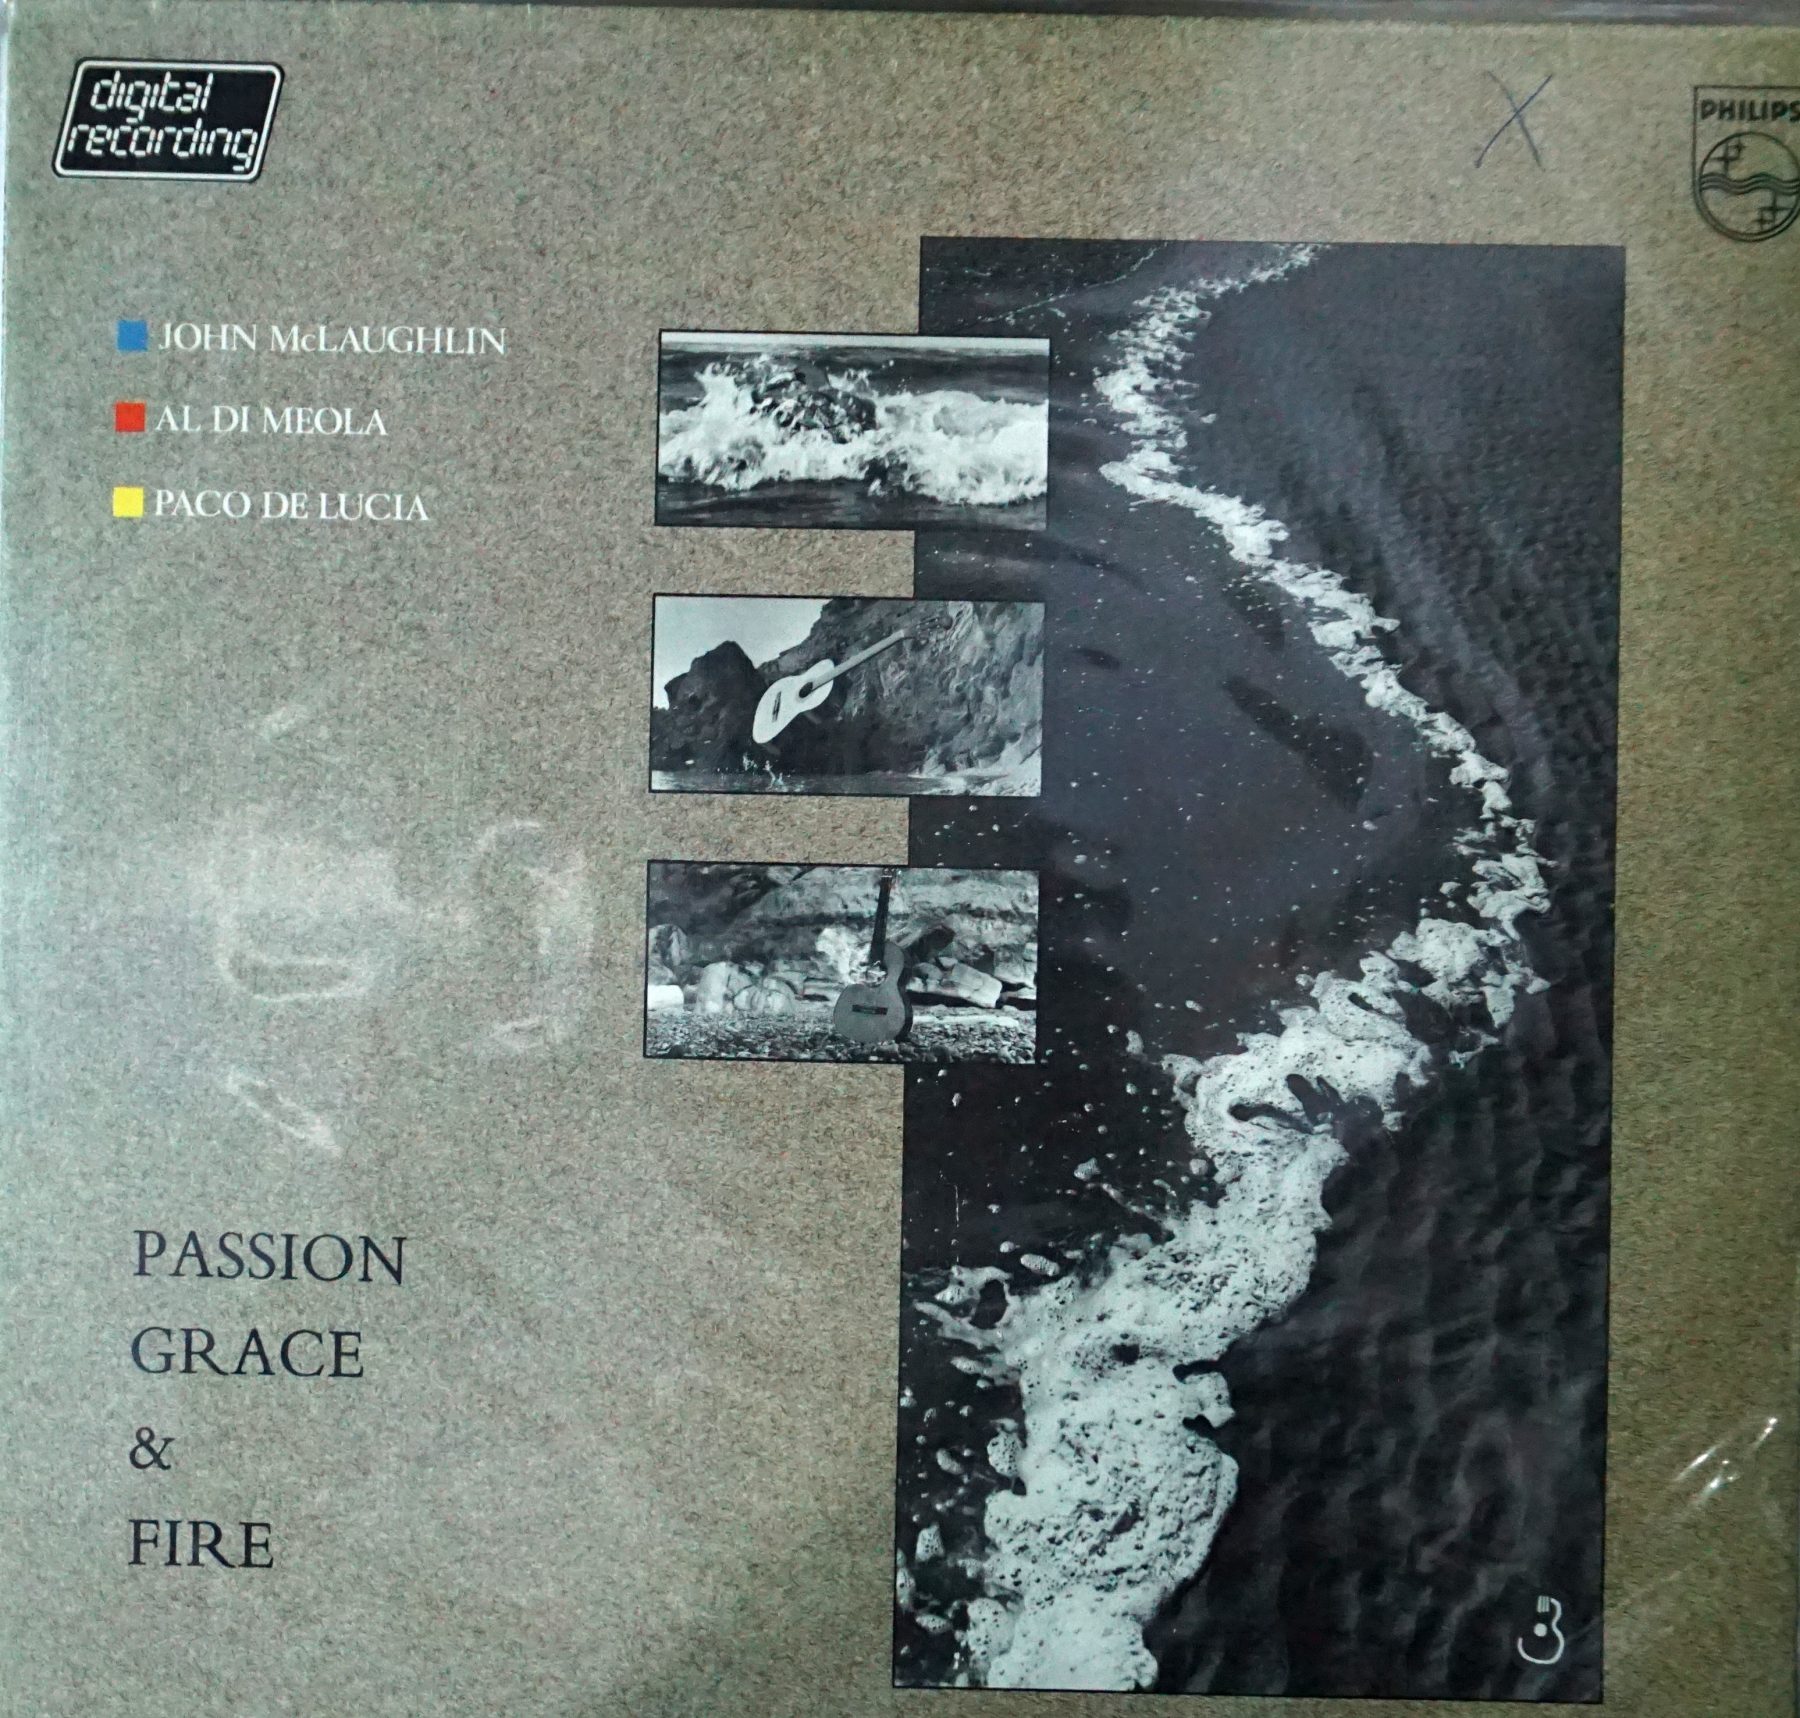 digital
recording
X
PHILIPS
JOHN McLAUGHLIN
AL DI MEOLA
PACO DE LUCIA
PASSION
GRACE
&
FIRE